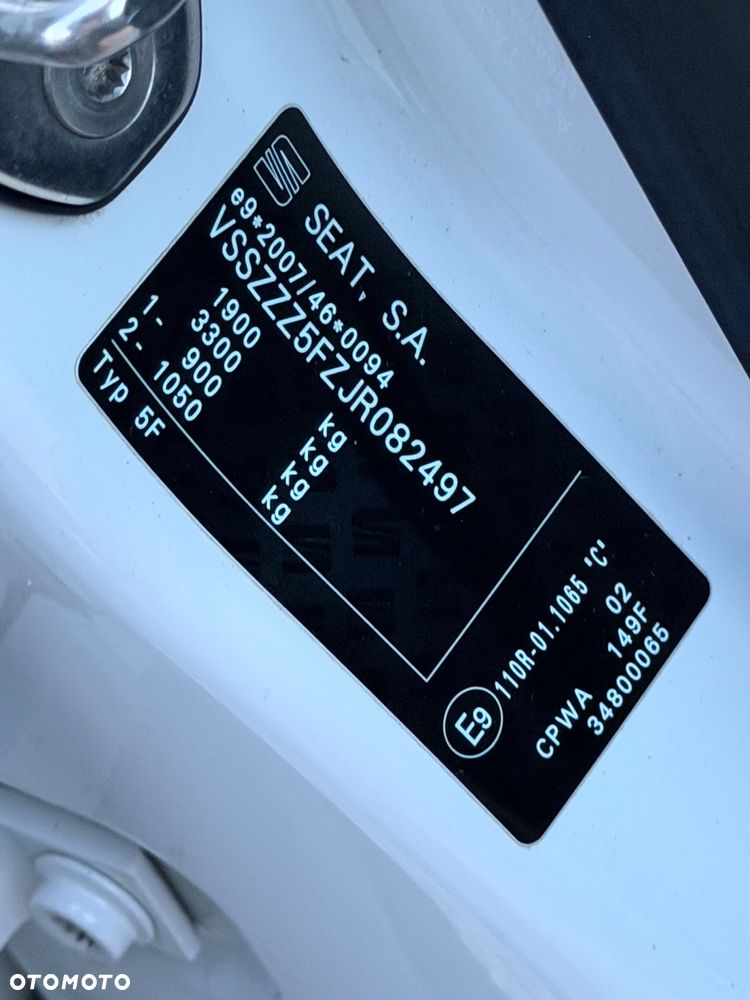 SEAT, S.A.
e9*2007/46*0094
VSSZZZ5FZJR082497
1900 kg
3300 kg
1- 900 kg
2- 1050 kg
Typ 5F
E9 110R-01.1065 "C"
02
CPWA 149F
34800065
OTOMOTO